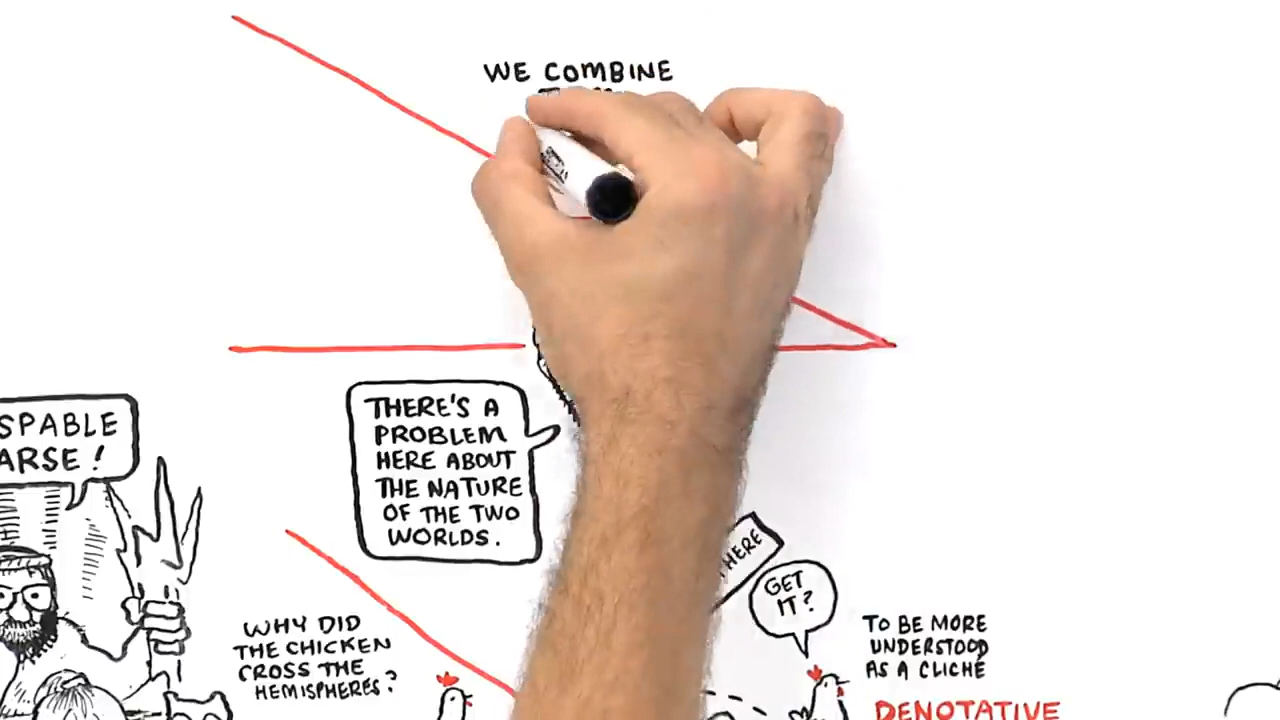 WE COMBINE
SPABLE
ARSE!
THERE'S A
PROBLEM
HERE ABOUT
THE NATURE
OF THE TWO
WORLDS.
HERE
GET
IT?
WHY DID
THE CHICKEN
CROSS THE
HEMISPHERES?
TO BE MORE
UNDERSTOOD
AS A CLICHÉ
DENOTATIVE